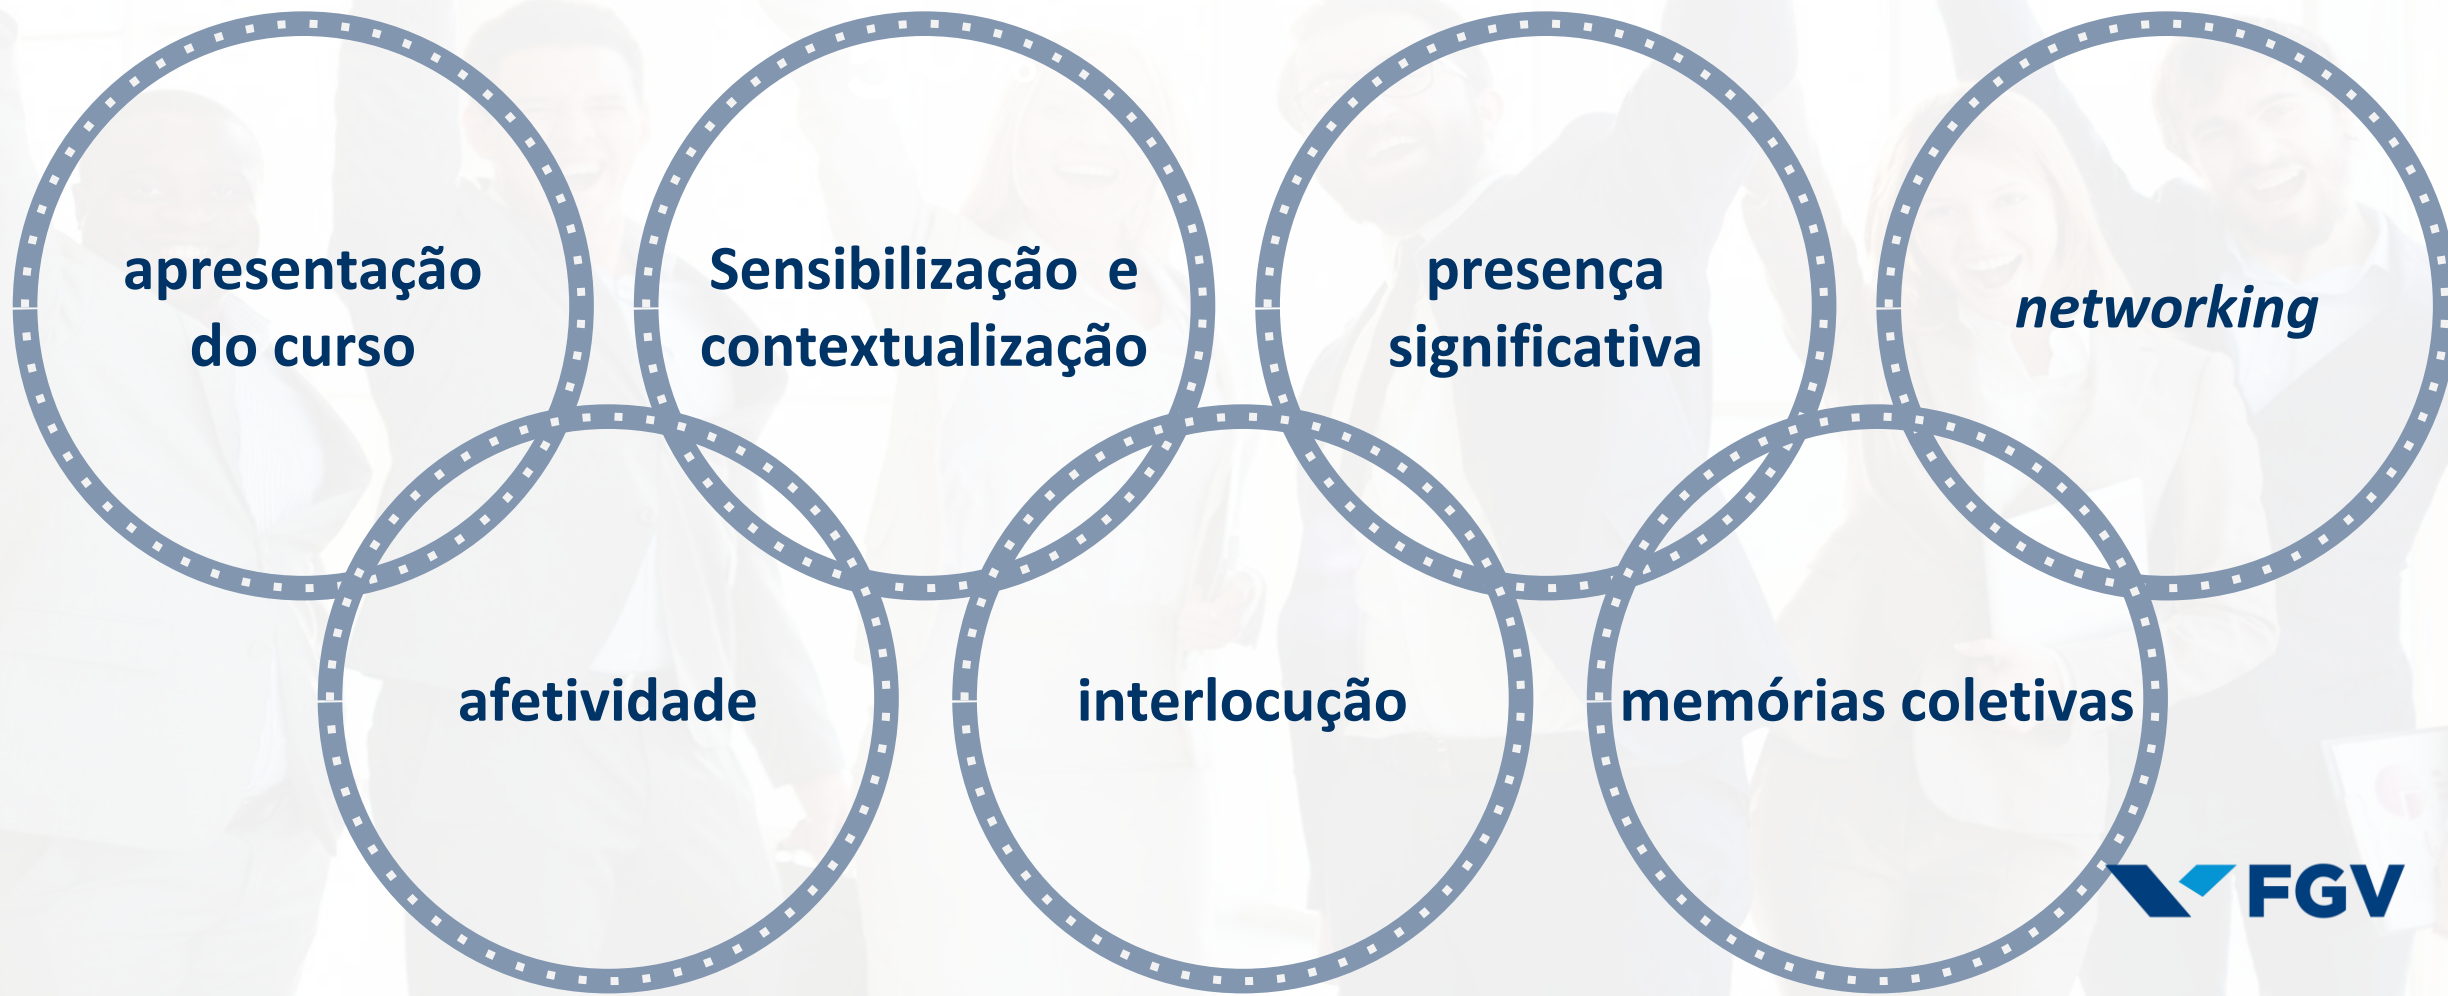 apresentação
do curso
Sensibilização e
contextualização
presença
significativa
networking
afetividade
interlocução
memórias coletivas
FGV